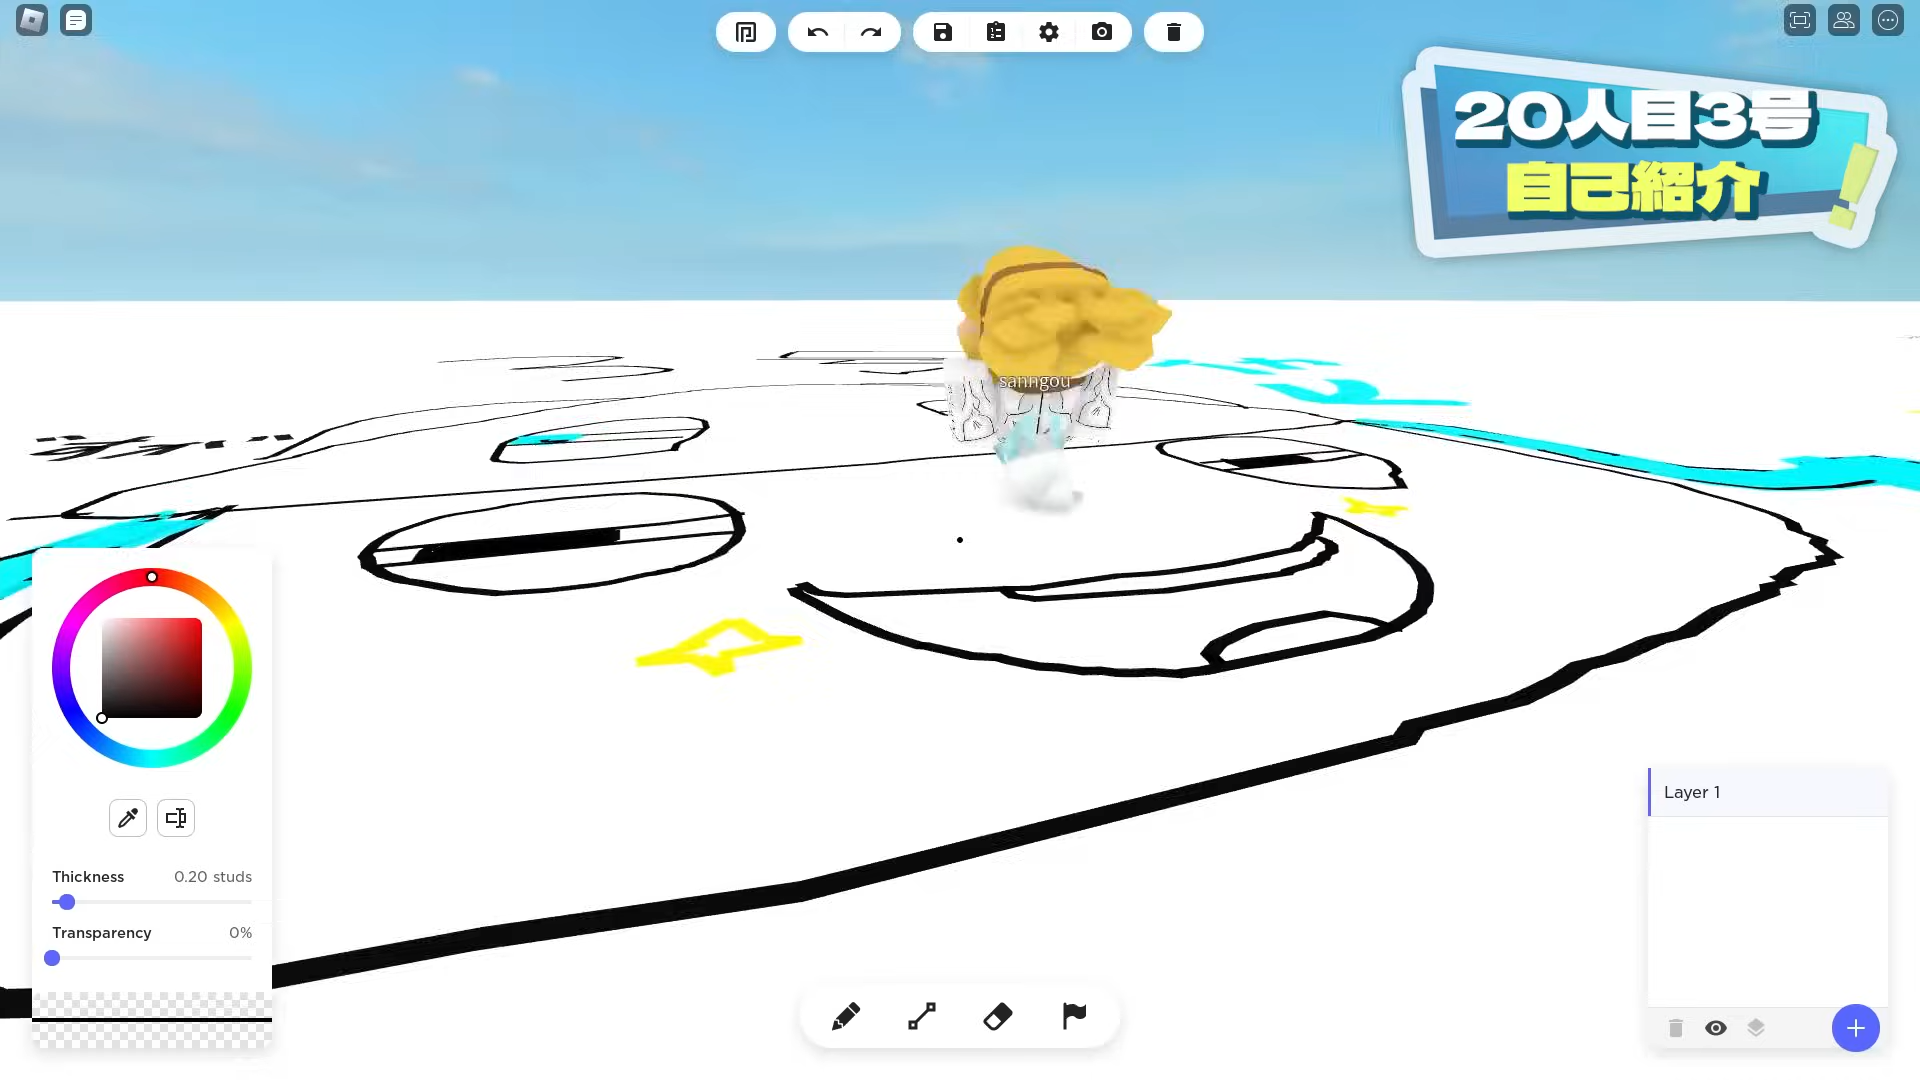 20人目3号
自己紹介
!
sanngou
Thickness
0.20 studs
Transparency
0%
Layer 1